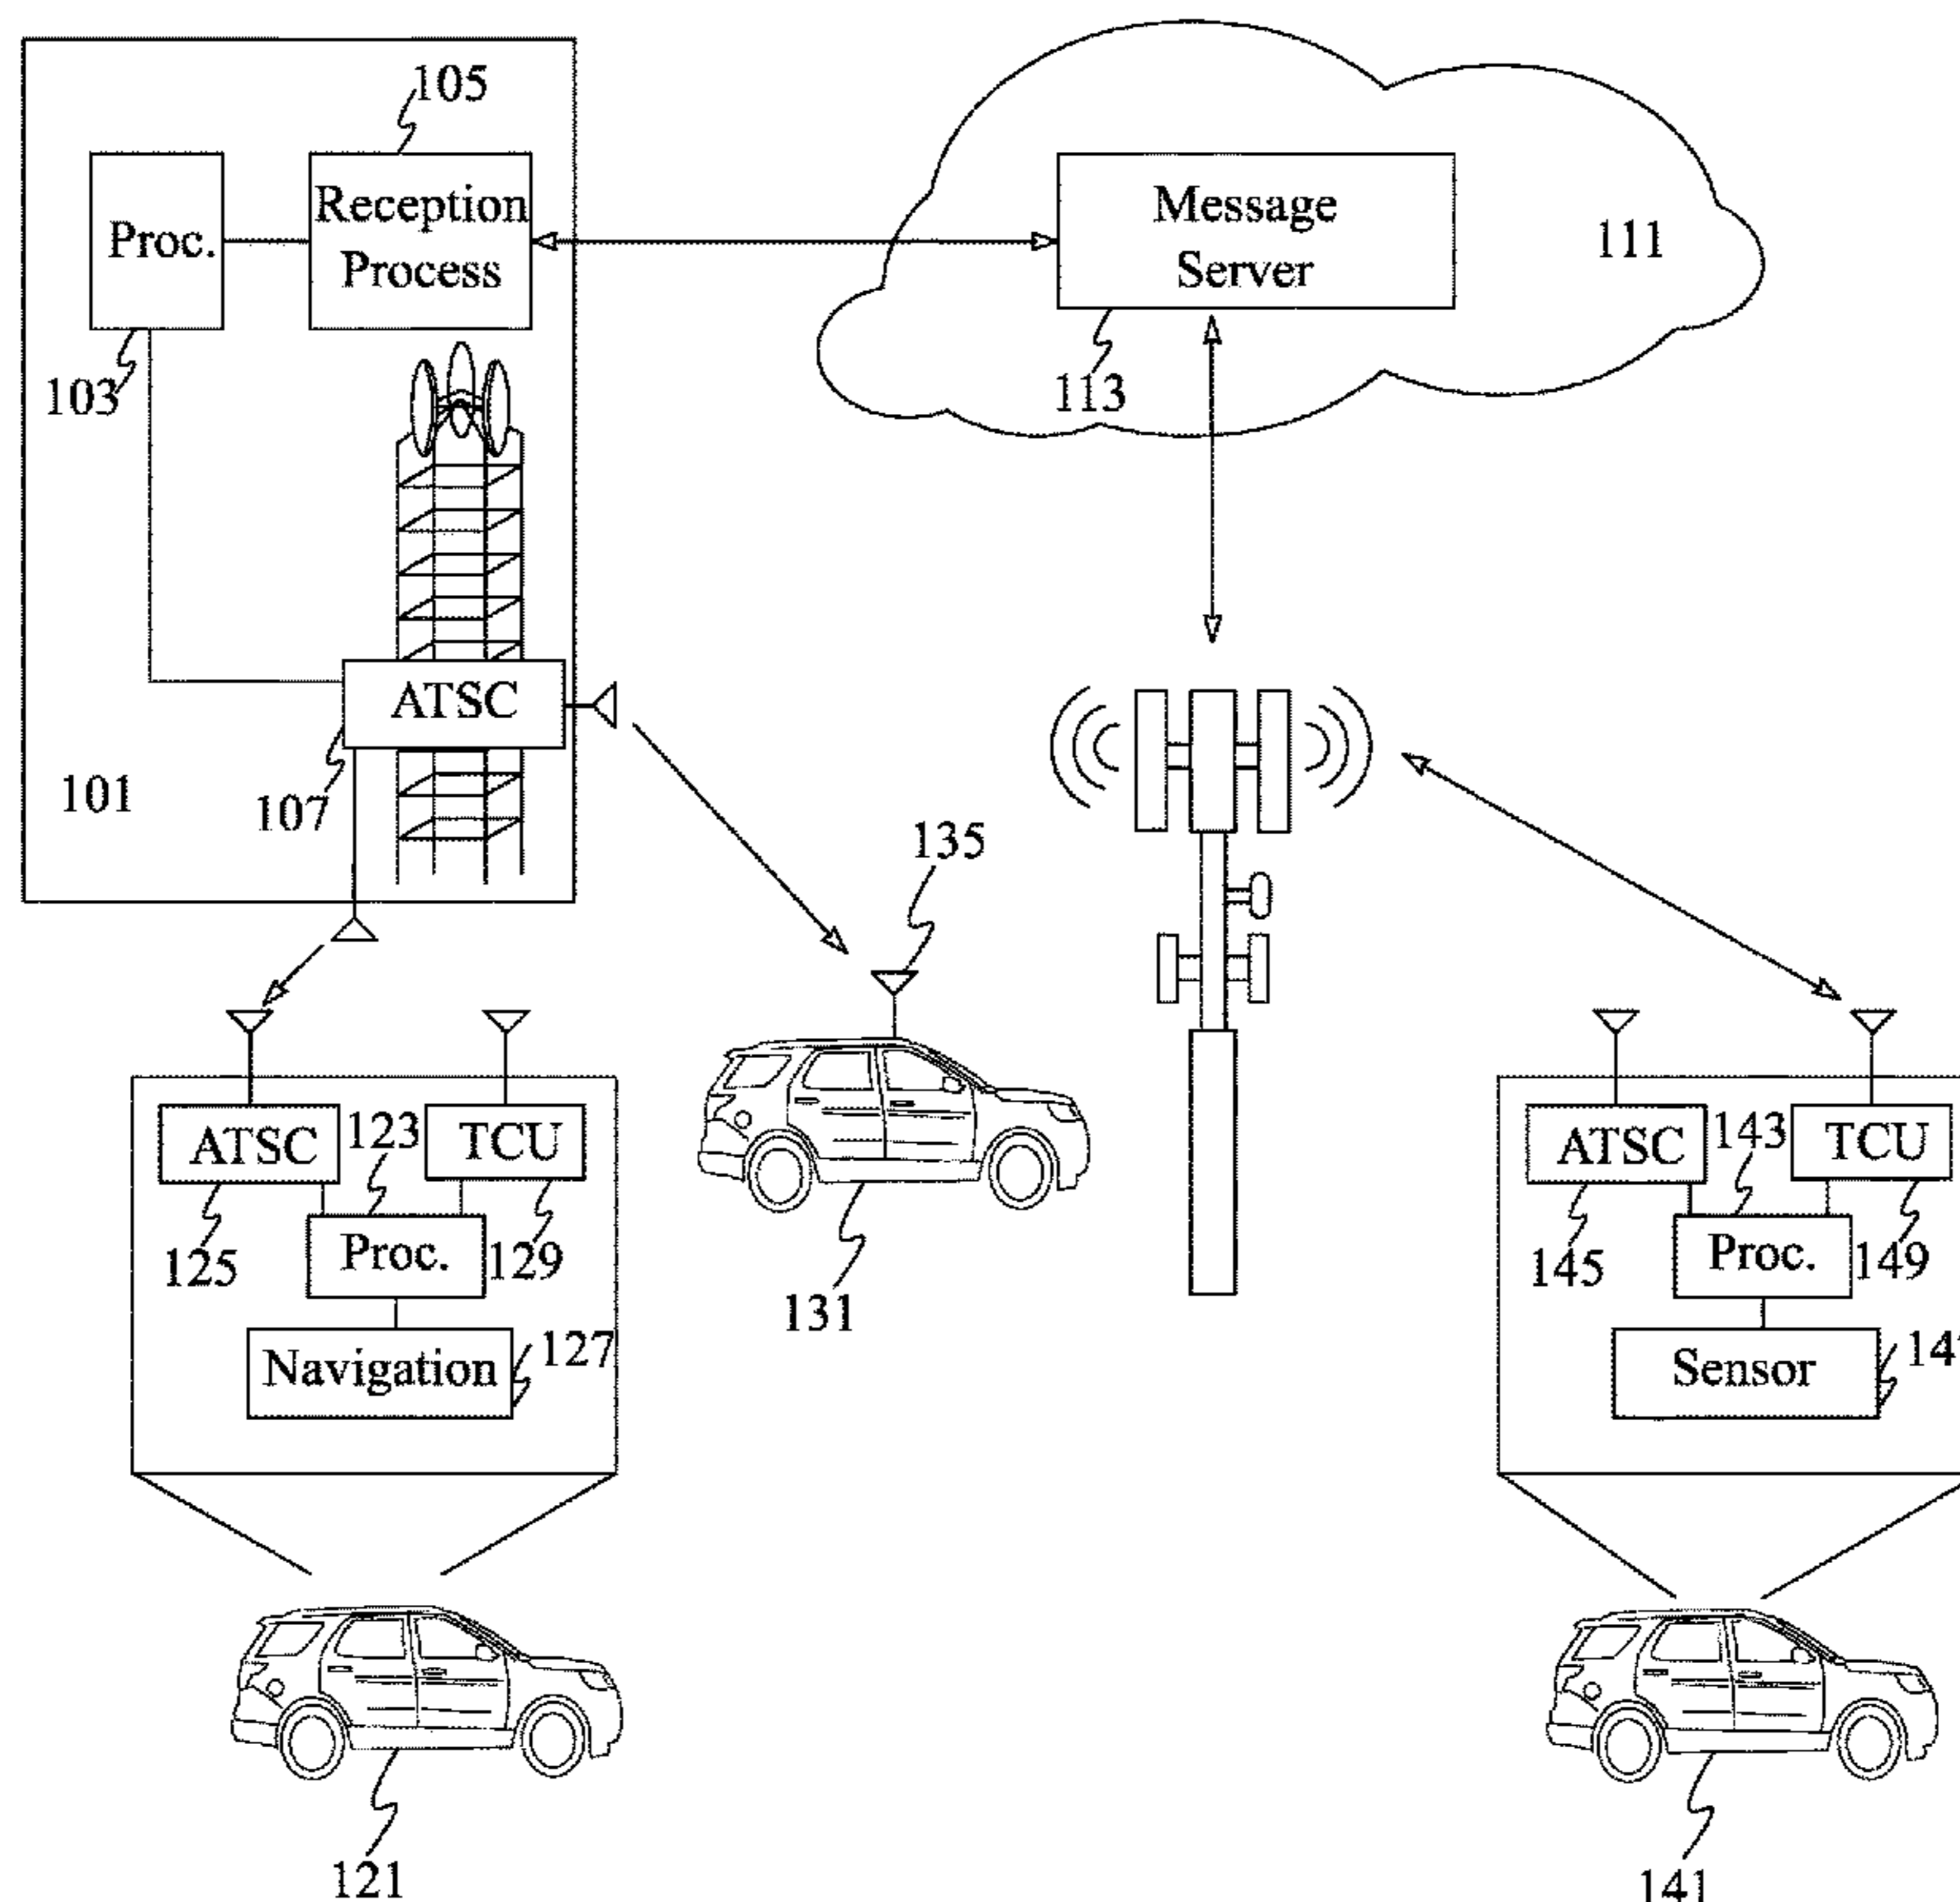 105
Proc.
Reception
Process
Message
Server
111
103
113
ATSC
101
107
135
ATSC
123
TCU
125
Proc.
129
131
Navigation
127
ATSC
143
TCU
145
Proc.
149
Sensor
121
141